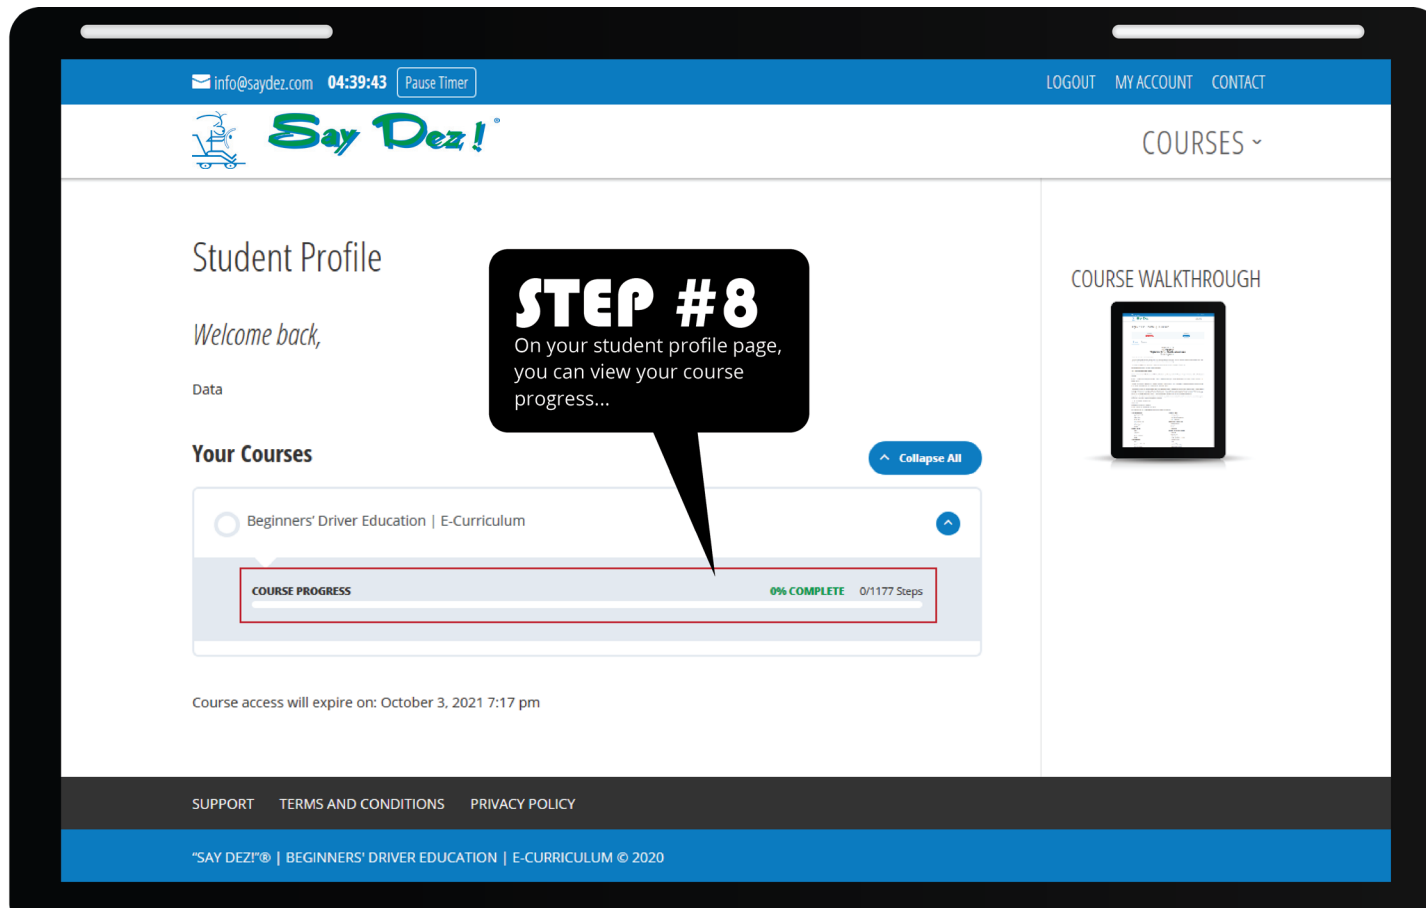 info@saydez.com 04:39:43 Pause Timer LOGOUT MY ACCOUNT CONTACT
Say Dez! ®
COURSES
Student Profile
Welcome back,
Data
STEP #8
On your student profile page,
you can view your course
progress...
COURSE WALKTHROUGH
Your Courses
Collapse All
Beginners’ Driver Education | E-Curriculum
COURSE PROGRESS 0% COMPLETE 0/1177 Steps
Course access will expire on: October 3, 2021 7:17 pm
SUPPORT TERMS AND CONDITIONS PRIVACY POLICY
“SAY DEZ!”® | BEGINNERS' DRIVER EDUCATION | E-CURRICULUM © 2020